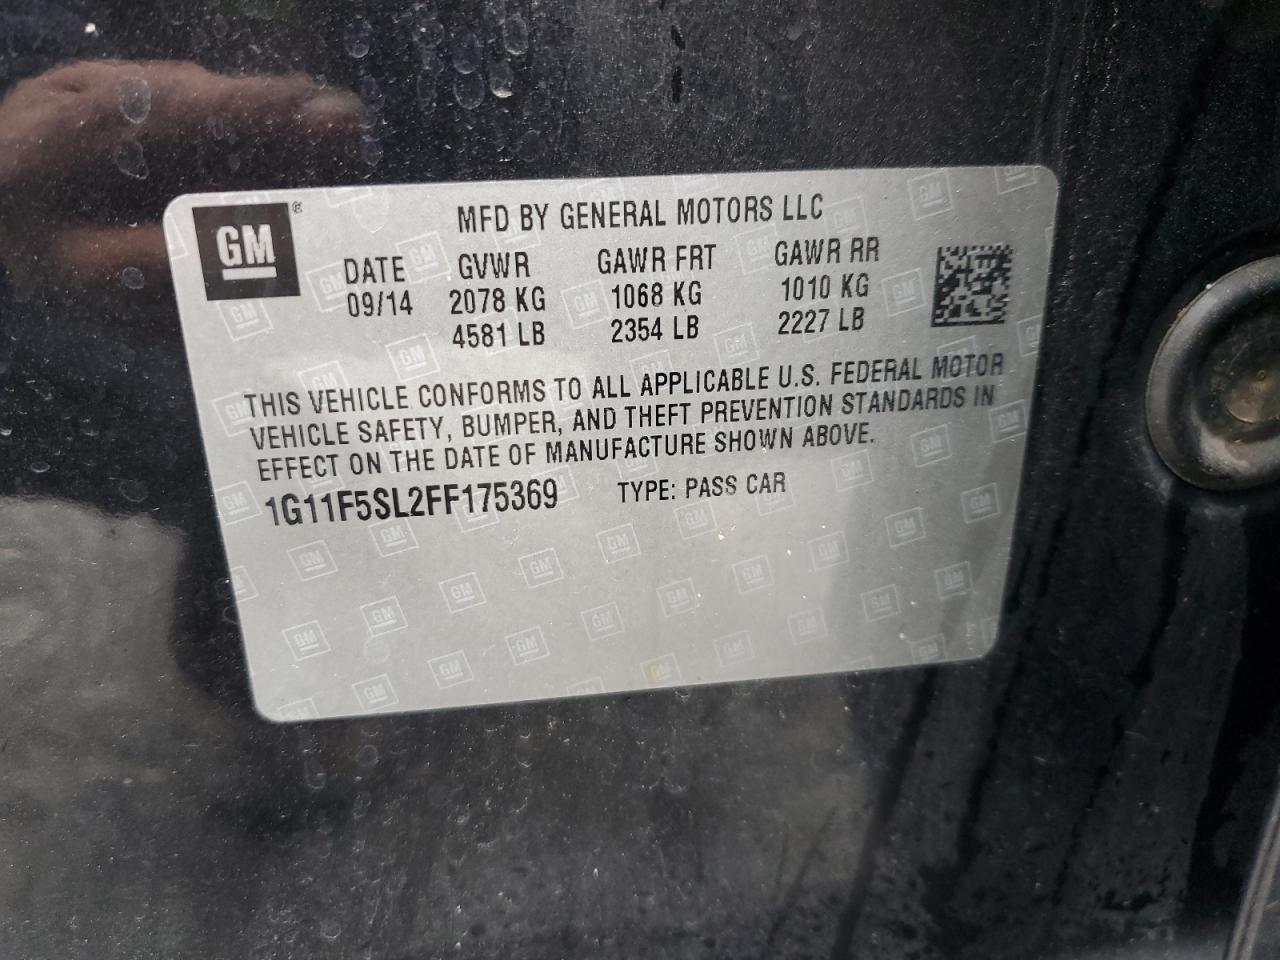 GM ®
MFD BY GENERAL MOTORS LLC
DATE GVWR GAWR FRT GAWR RR
09/14 2078 KG 1068 KG 1010 KG
4581 LB 2354 LB 2227 LB
THIS VEHICLE CONFORMS TO ALL APPLICABLE U.S. FEDERAL MOTOR
VEHICLE SAFETY, BUMPER, AND THEFT PREVENTION STANDARDS IN
EFFECT ON THE DATE OF MANUFACTURE SHOWN ABOVE.
1G11F5SL2FF175369 TYPE: PASS CAR